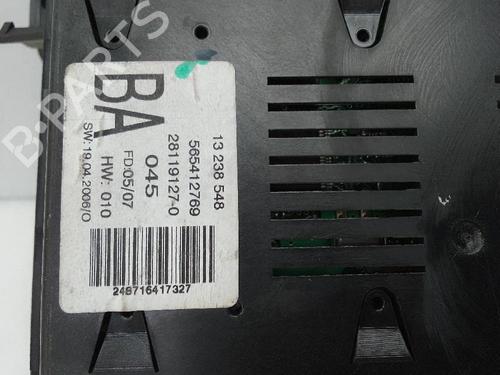 13 238 548
565412769
28119127-0
BA
045
FD:05/07
HW: 010
SW:19.04.2006/O
248716417327
B-PARTS